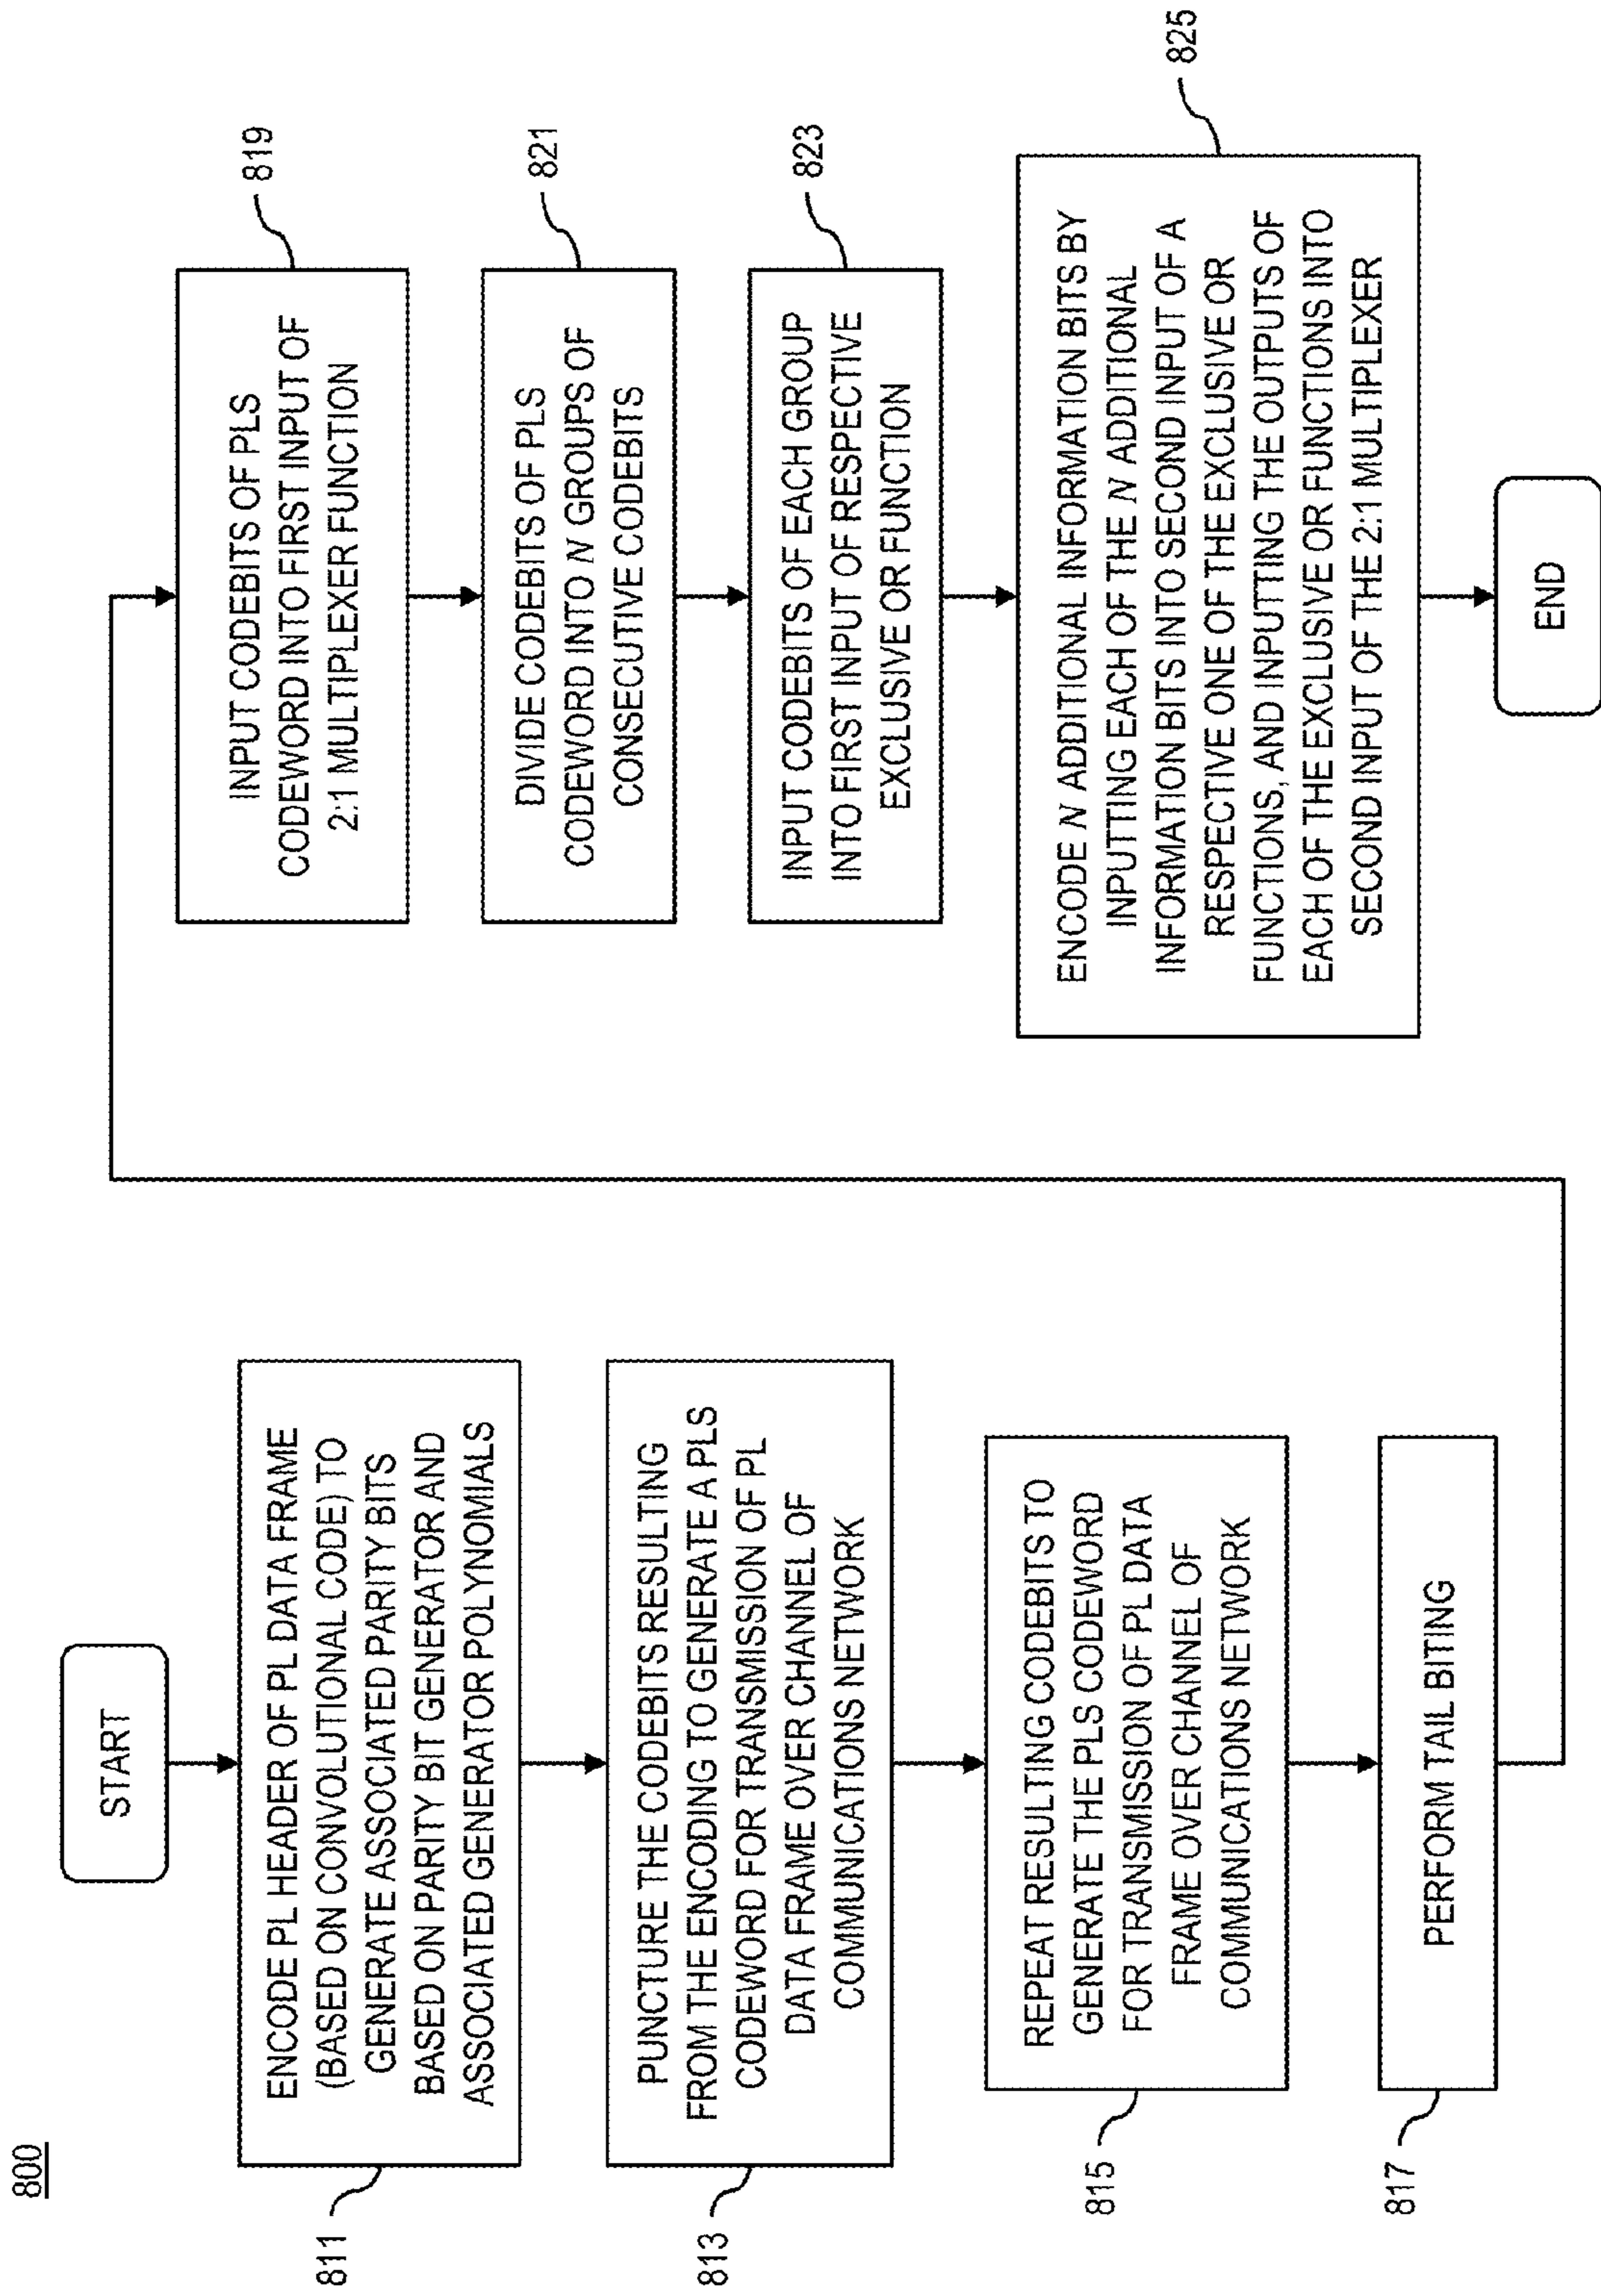 800
START
811
ENCODE PL HEADER OF PL DATA FRAME
(BASED ON CONVOLUTIONAL CODE) TO
GENERATE ASSOCIATED PARITY BITS
BASED ON PARITY BIT GENERATOR AND
ASSOCIATED GENERATOR POLYNOMIALS
813
PUNCTURE THE CODEBITS RESULTING
FROM THE ENCODING TO GENERATE A PLS
CODEWORD FOR TRANSMISSION OF PL
DATA FRAME OVER CHANNEL OF
COMMUNICATIONS NETWORK
815
REPEAT RESULTING CODEBITS TO
GENERATE THE PLS CODEWORD
FOR TRANSMISSION OF PL DATA
FRAME OVER CHANNEL OF
COMMUNICATIONS NETWORK
817
PERFORM TAIL BITING
819
INPUT CODEBITS OF PLS
CODEWORD INTO FIRST INPUT OF
2:1 MULTIPLEXER FUNCTION
821
DIVIDE CODEBITS OF PLS
CODEWORD INTO N GROUPS OF
CONSECUTIVE CODEBITS
823
INPUT CODEBITS OF EACH GROUP
INTO FIRST INPUT OF RESPECTIVE
EXCLUSIVE OR FUNCTION
825
ENCODE N ADDITIONAL INFORMATION BITS BY
INPUTTING EACH OF THE N ADDITIONAL
INFORMATION BITS INTO SECOND INPUT OF A
RESPECTIVE ONE OF THE EXCLUSIVE OR
FUNCTIONS, AND INPUTTING THE OUTPUTS OF
EACH OF THE EXCLUSIVE OR FUNCTIONS INTO
SECOND INPUT OF THE 2:1 MULTIPLEXER
END